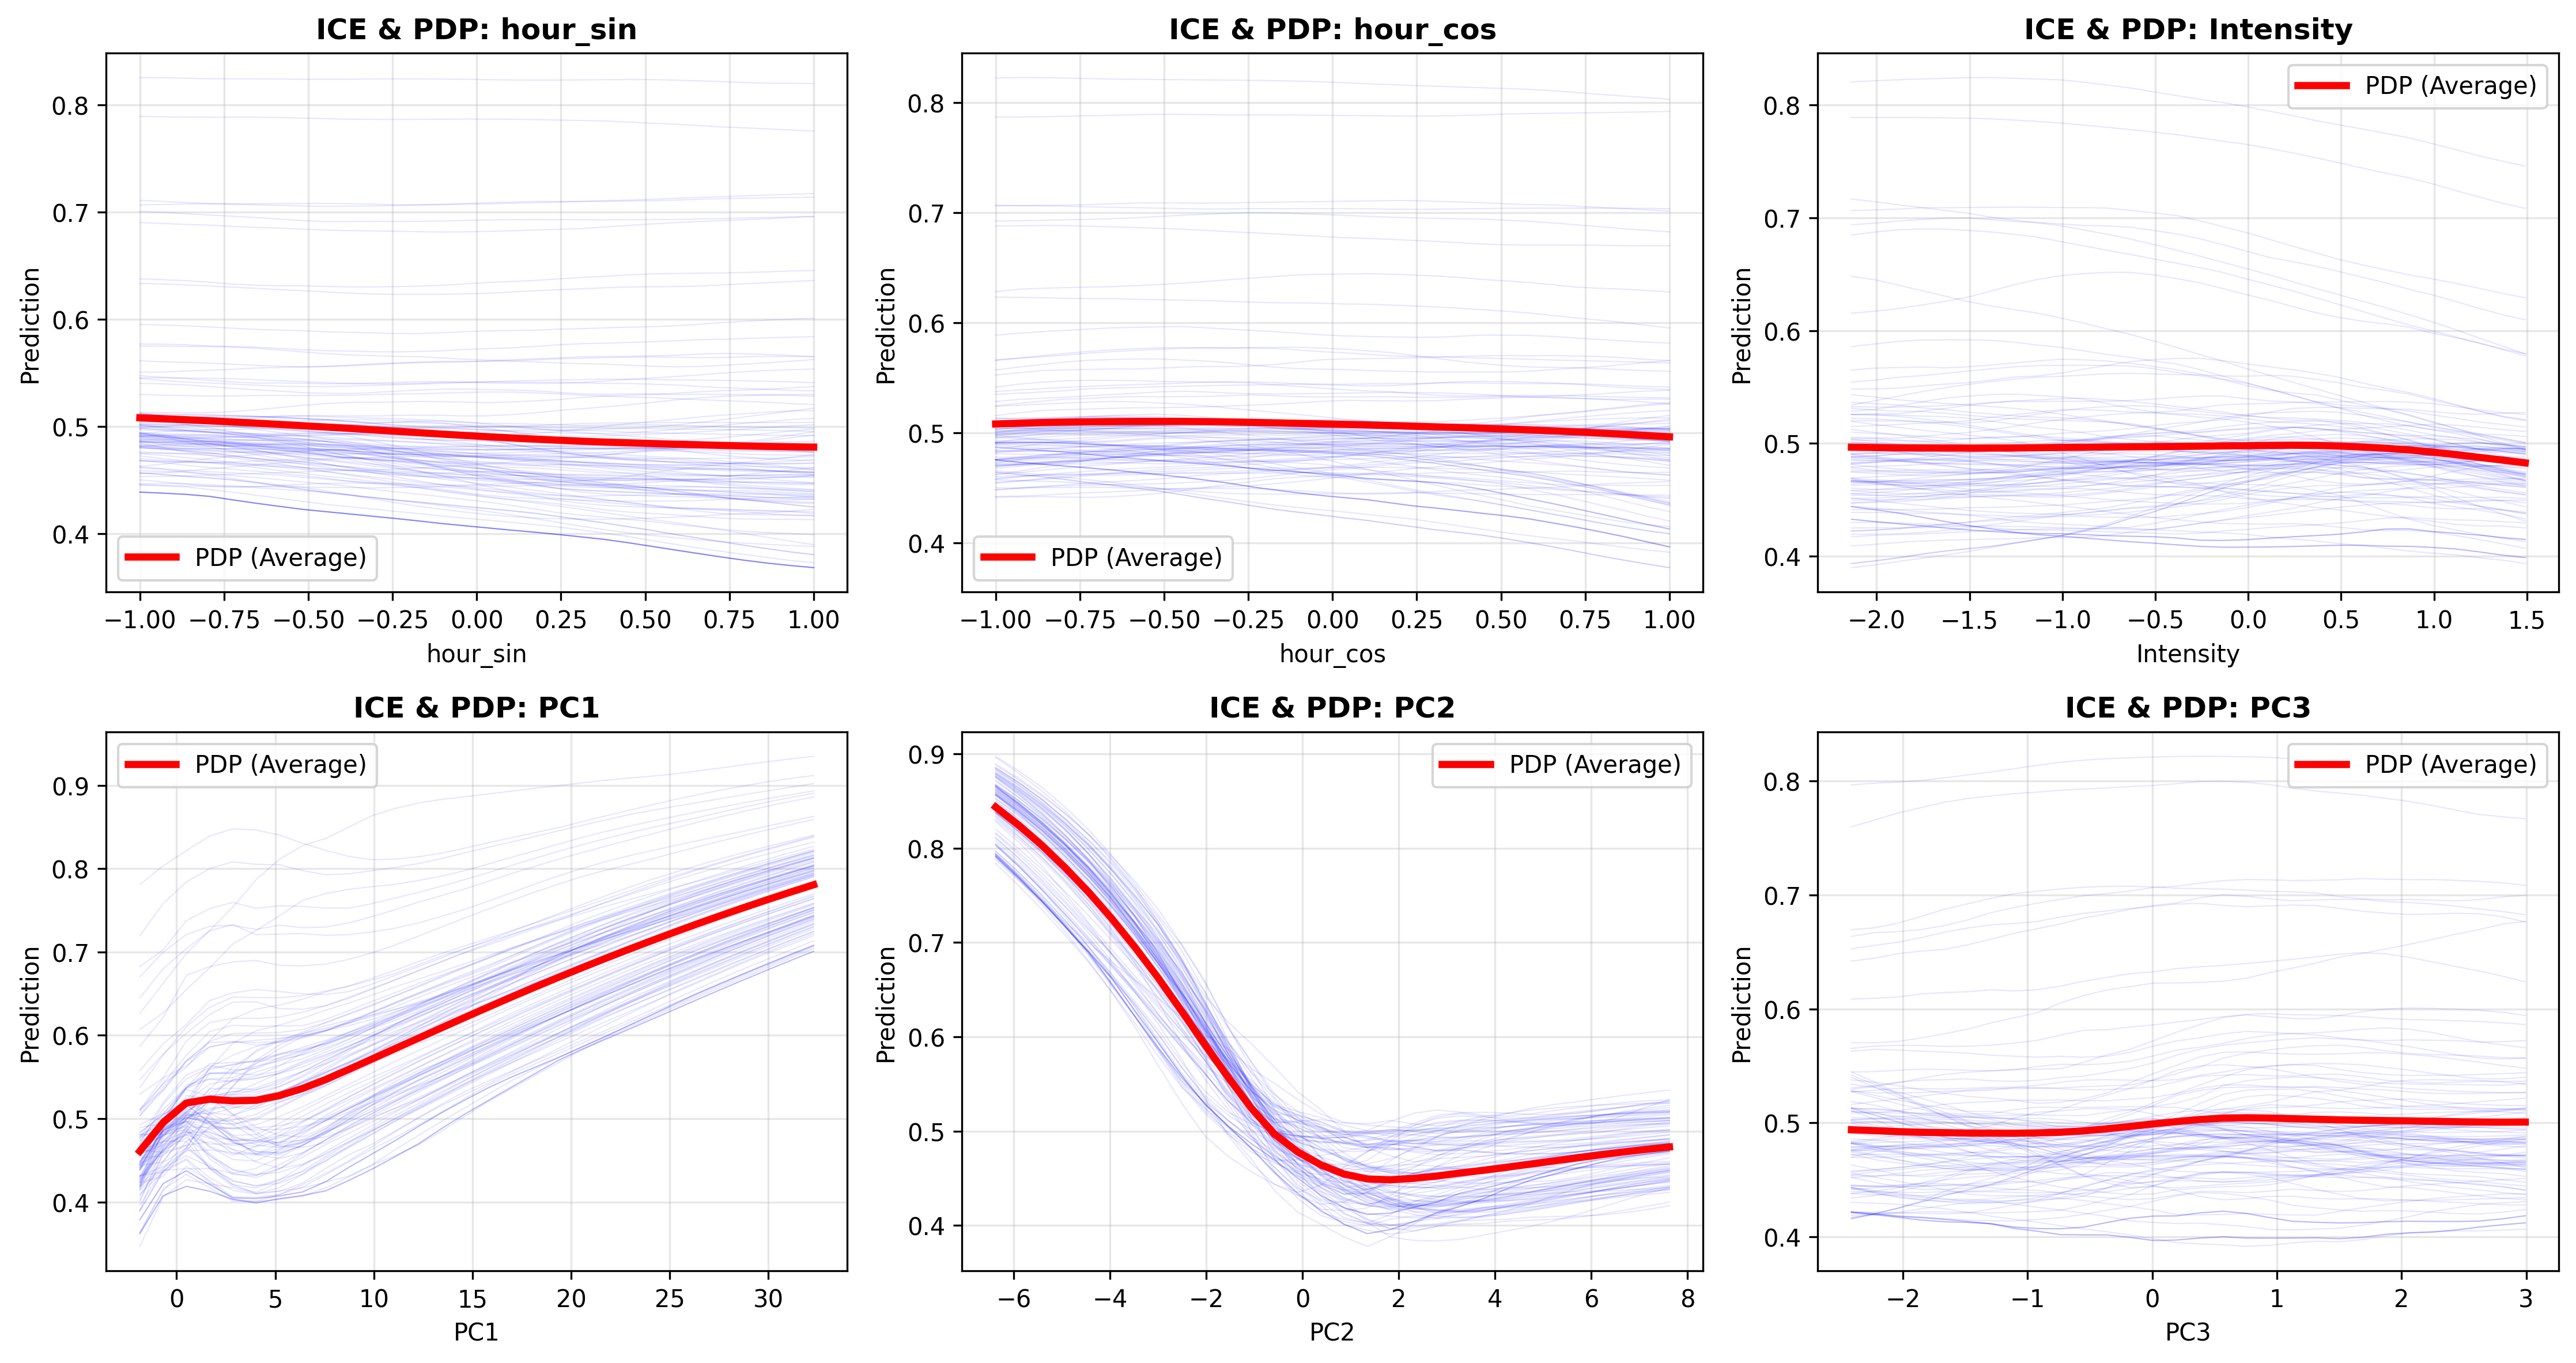 ICE & PDP: hour_sin
Prediction
0.8
0.7
0.6
0.5
0.4
PDP (Average)
−1.00 −0.75 −0.50 −0.25 0.00 0.25 0.50 0.75 1.00
hour_sin
ICE & PDP: hour_cos
Prediction
0.8
0.7
0.6
0.5
0.4
PDP (Average)
−1.00 −0.75 −0.50 −0.25 0.00 0.25 0.50 0.75 1.00
hour_cos
ICE & PDP: Intensity
PDP (Average)
Prediction
0.8
0.7
0.6
0.5
0.4
−2.0 −1.5 −1.0 −0.5 0.0 0.5 1.0 1.5
Intensity
ICE & PDP: PC1
PDP (Average)
Prediction
0.9
0.8
0.7
0.6
0.5
0.4
0 5 10 15 20 25 30
PC1
ICE & PDP: PC2
PDP (Average)
Prediction
0.9
0.8
0.7
0.6
0.5
0.4
−6 −4 −2 0 2 4 6 8
PC2
ICE & PDP: PC3
PDP (Average)
Prediction
0.8
0.7
0.6
0.5
0.4
−2 −1 0 1 2 3
PC3